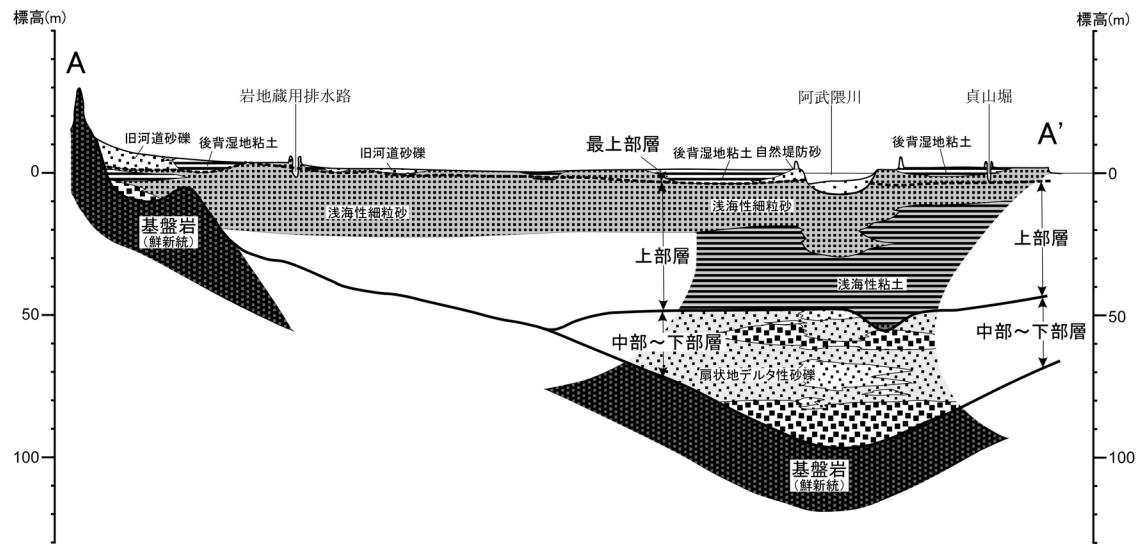 標高(m)
標高(m)
A
岩地蔵用排水路
阿武隈川
貞山堀
A’
旧河道砂礫
後背湿地粘土
旧河道砂礫
最上部層
後背湿地粘土
自然堤防砂
後背湿地粘土
0
0
浅海性細粒砂
浅海性細粒砂
基盤岩
(鮮新統)
上部層
上部層
浅海性粘土
50
50
中部～下部層
中部～下部層
扇状地デルタ性砂礫
100
100
基盤岩
(鮮新統)